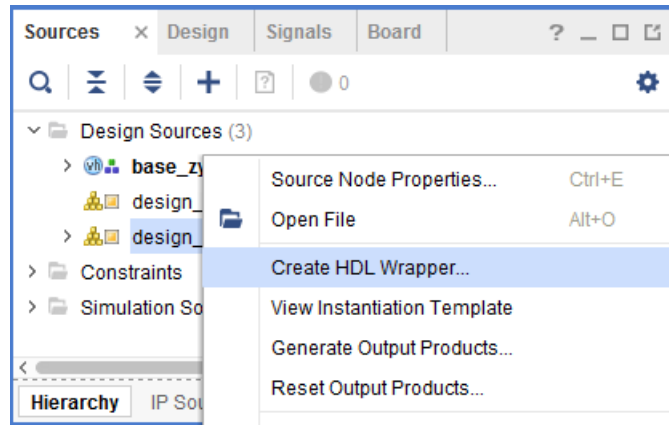 Sources × Design Signals Board ? _
0
Design Sources (3)
base_zy
Source Node Properties... Ctrl+E
design_
Open File Alt+O
design_
Constraints
Create HDL Wrapper...
Simulation So
View Instantiation Template
Generate Output Products...
Reset Output Products...
Hierarchy IP Sou